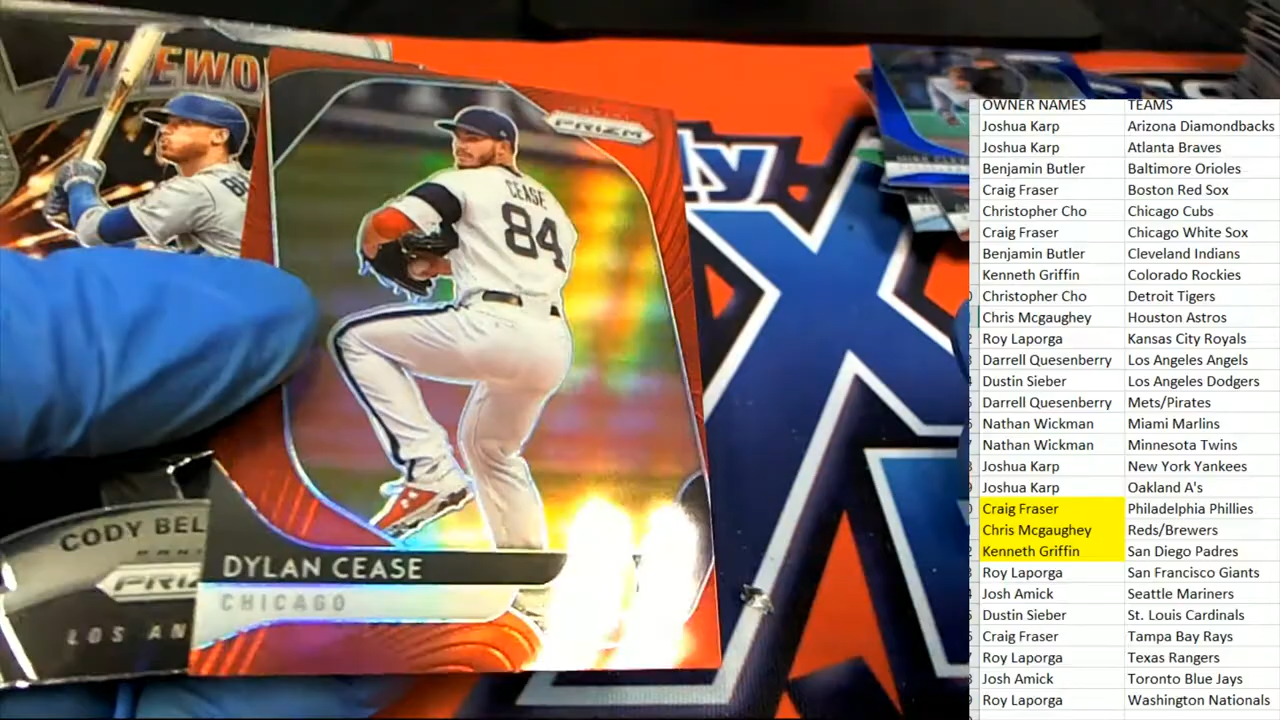 FIREWO
PRIZM
CEASE
84
DYLAN CEASE
CHICAGO
CODY BEL
PANI
PRIZ
LOS AN
OWNER NAMES TEAMS
Joshua Karp Arizona Diamondbacks
Joshua Karp Atlanta Braves
Benjamin Butler Baltimore Orioles
Craig Fraser Boston Red Sox
Christopher Cho Chicago Cubs
Craig Fraser Chicago White Sox
Benjamin Butler Cleveland Indians
Kenneth Griffin Colorado Rockies
Christopher Cho Detroit Tigers
Chris Mcgaughey Houston Astros
Roy Laporga Kansas City Royals
Darrell Quesenberry Los Angeles Angels
Dustin Sieber Los Angeles Dodgers
Darrell Quesenberry Mets/Pirates
Nathan Wickman Miami Marlins
Nathan Wickman Minnesota Twins
Joshua Karp New York Yankees
Joshua Karp Oakland A's
Craig Fraser Philadelphia Phillies
Chris Mcgaughey Reds/Brewers
Kenneth Griffin San Diego Padres
Roy Laporga San Francisco Giants
Josh Amick Seattle Mariners
Dustin Sieber St. Louis Cardinals
Craig Fraser Tampa Bay Rays
Roy Laporga Texas Rangers
Josh Amick Toronto Blue Jays
Roy Laporga Washington Nationals